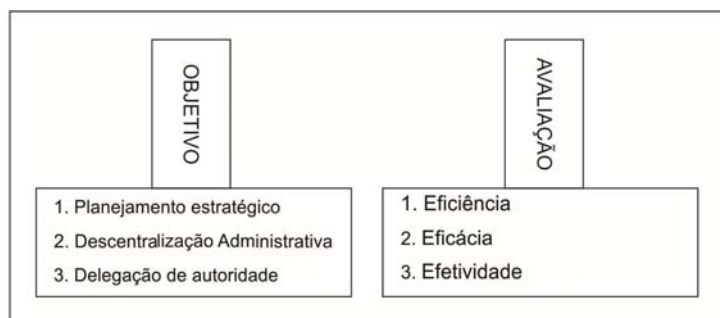 OBJETIVO
1. Planejamento estratégico
2. Descentralização Administrativa
3. Delegação de autoridade
AVALIAÇÃO
1. Eficiência
2. Eficácia
3. Efetividade